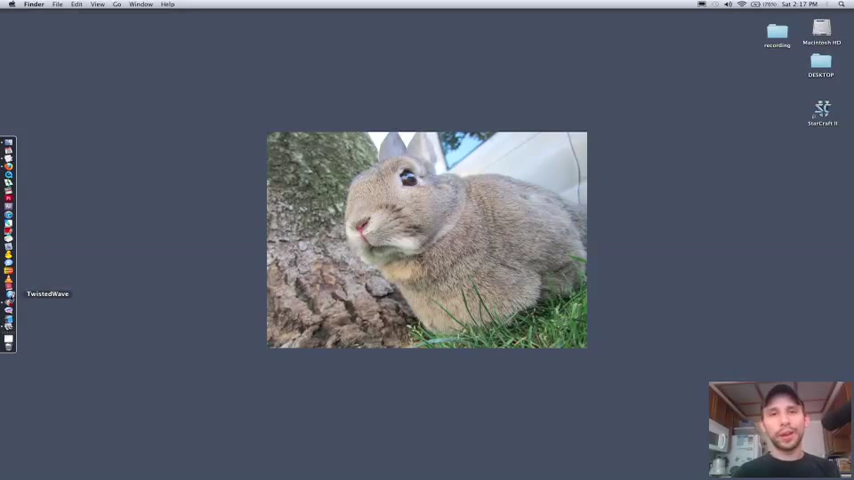 Finder File Edit View Go Window Help
Sat 2:17 PM
recording
Macintosh HD
DESKTOP
StarCraft II
TwistedWave